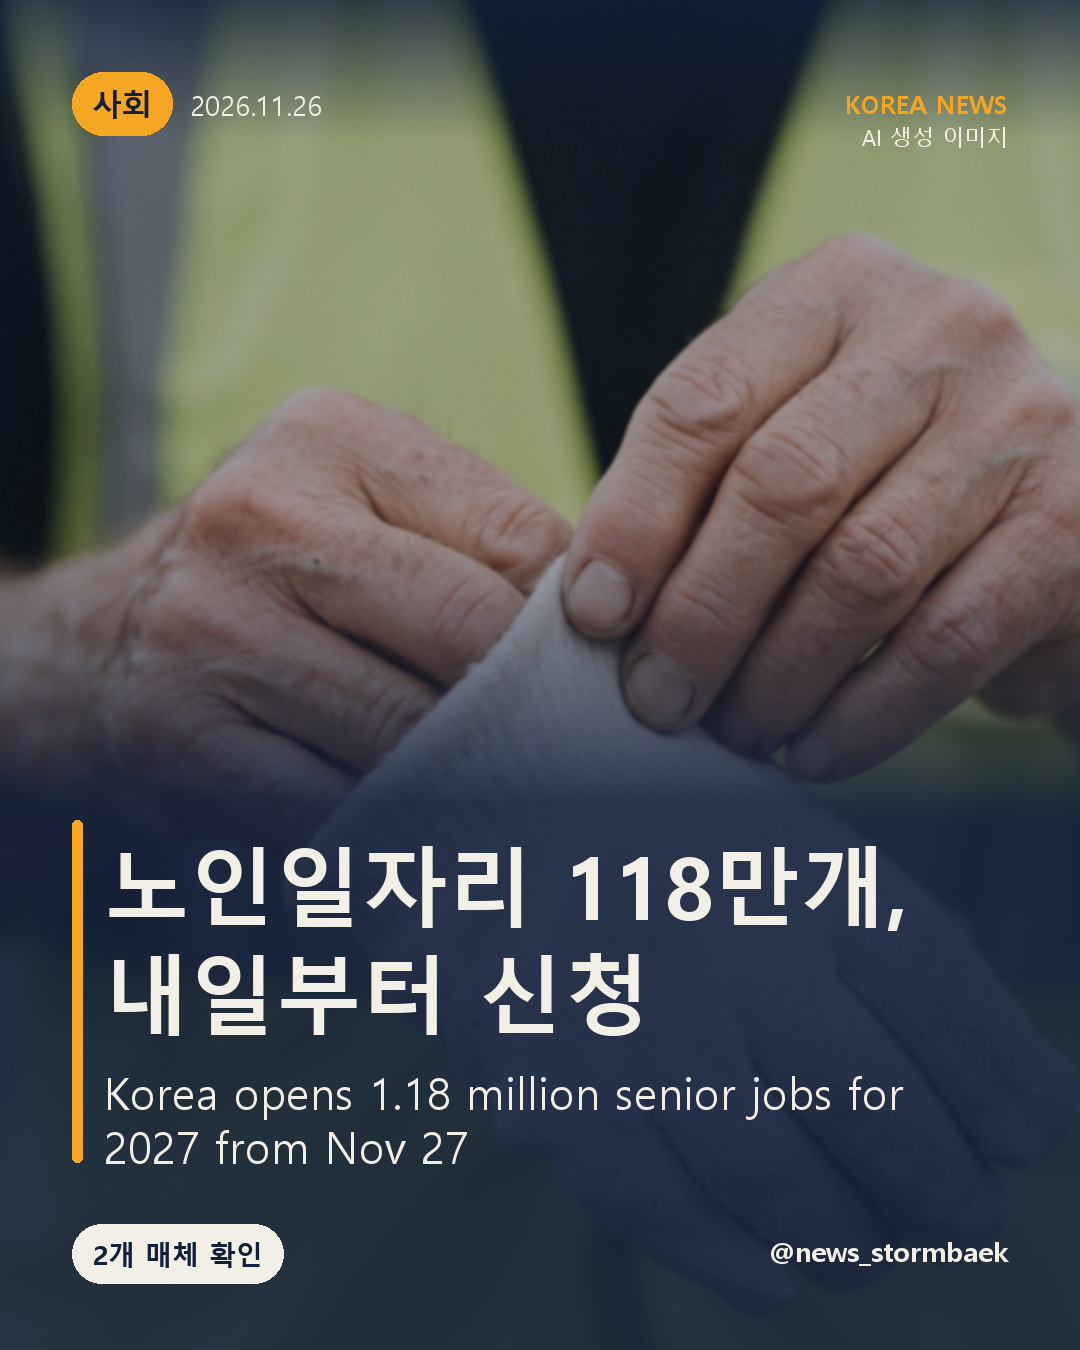 사회
2026.11.26
KOREA NEWS
AI 생성 이미지
노인일자리 118만개,
내일부터 신청
Korea opens 1.18 million senior jobs for
2027 from Nov 27
2개 매체 확인
@news_stormbaek